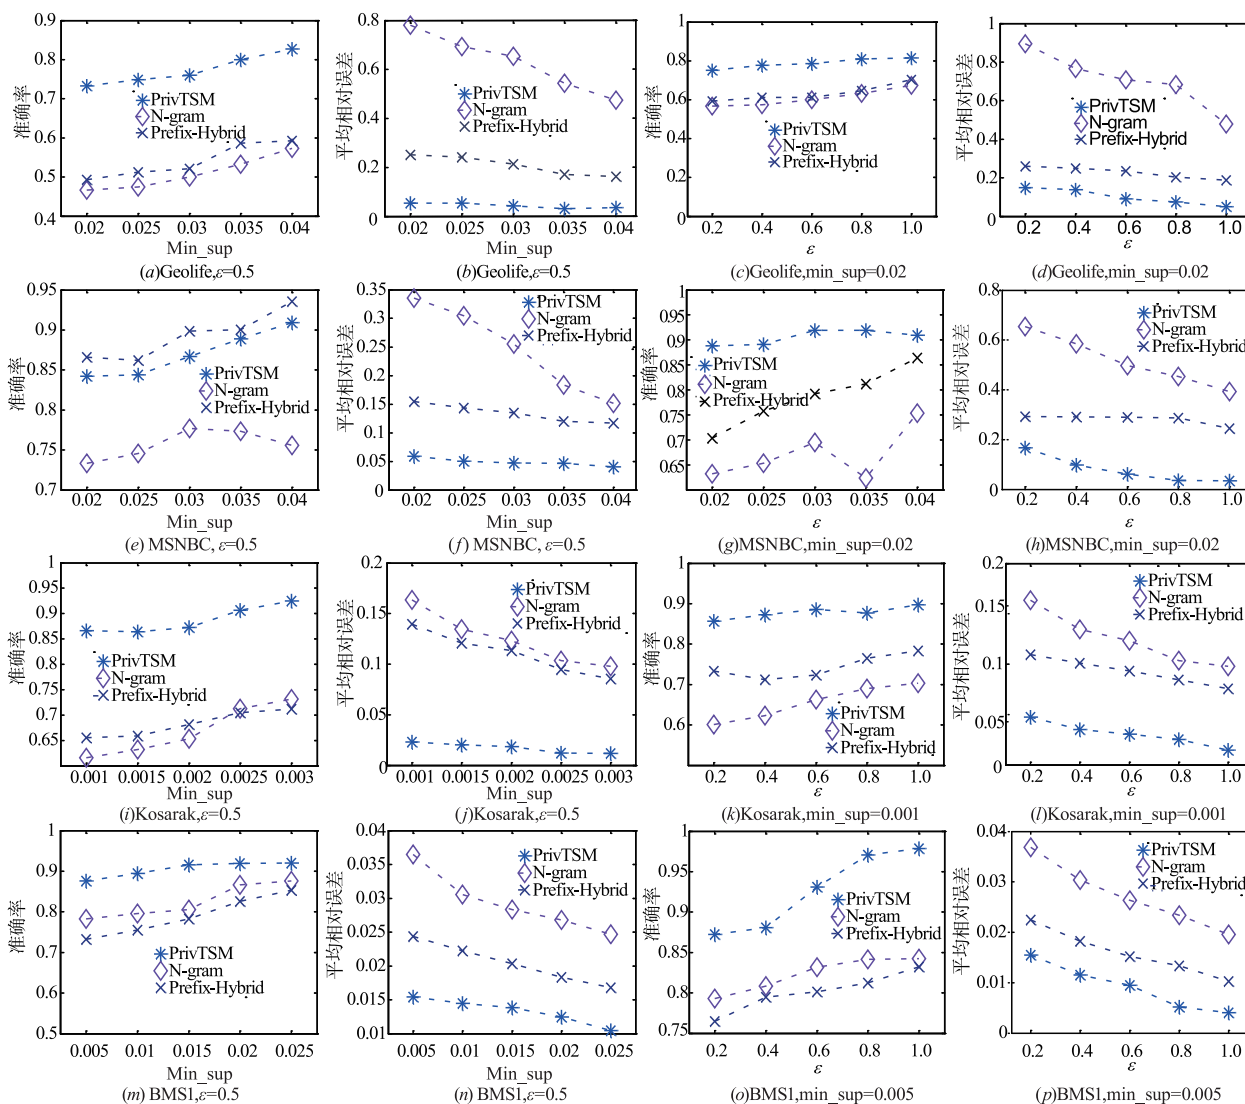 0.9
0.8
0.7
0.6
0.5
0.4
准确率
PrivTSM
N-gram
Prefix-Hybrid
0.02 0.025 0.03 0.035 0.04
Min_sup
(a)Geolife,ε=0.5
0.8
0.6
0.4
0.2
0
平均相对误差
PrivTSM
N-gram
Prefix-Hybrid
0.02 0.025 0.03 0.035 0.04
Min_sup
(b)Geolife,ε=0.5
1
0.8
0.6
0.4
0.2
0
准确率
PrivTSM
N-gram
Prefix-Hybrid
0.2 0.4 0.6 0.8 1.0
ε
(c)Geolife,min_sup=0.02
1
0.8
0.6
0.4
0.2
0
平均相对误差
PrivTSM
N-gram
Prefix-Hybrid
0.2 0.4 0.6 0.8 1.0
ε
(d)Geolife,min_sup=0.02
0.95
0.9
0.85
0.8
0.75
0.7
准确率
PrivTSM
N-gram
Prefix-Hybrid
0.02 0.025 0.03 0.035 0.04
Min_sup
(e) MSNBC, ε=0.5
0.35
0.3
0.25
0.2
0.15
0.1
0.05
0
平均相对误差
PrivTSM
N-gram
Prefix-Hybrid
0.02 0.025 0.03 0.035 0.04
Min_sup
(f) MSNBC, ε=0.5
1
0.95
0.9
0.85
0.8
0.75
0.7
0.65
准确率
PrivTSM
N-gram
Prefix-Hybrid
0.02 0.025 0.03 0.035 0.04
ε
(g)MSNBC,min_sup=0.02
0.8
0.6
0.4
0.2
0
平均相对误差
PrivTSM
N-gram
Prefix-Hybrid
0.2 0.4 0.6 0.8 1.0
ε
(h)MSNBC,min_sup=0.02
1
0.95
0.9
0.85
0.8
0.75
0.7
0.65
准确率
PrivTSM
N-gram
Prefix-Hybrid
0.001 0.0015 0.002 0.0025 0.003
Min_sup
(i)Kosarak,ε=0.5
0.2
0.15
0.1
0.05
0
平均相对误差
PrivTSM
N-gram
Prefix-Hybrid
0.001 0.0015 0.002 0.0025 0.003
Min_sup
(j)Kosarak,ε=0.5
1
0.9
0.8
0.7
0.6
准确率
PrivTSM
N-gram
Prefix-Hybrid
0.2 0.4 0.6 0.8 1.0
ε
(k)Kosarak,min_sup=0.001
0.2
0.15
0.1
0.05
0
平均相对误差
PrivTSM
N-gram
Prefix-Hybrid
0.2 0.4 0.6 0.8 1.0
ε
(l)Kosarak,min_sup=0.001
1
0.9
0.8
0.7
0.6
0.5
准确率
PrivTSM
N-gram
Prefix-Hybrid
0.005 0.01 0.015 0.02 0.025
Min_sup
(m) BMS1,ε=0.5
0.04
0.035
0.03
0.025
0.02
0.015
0.01
平均相对误差
PrivTSM
N-gram
Prefix-Hybrid
0.005 0.01 0.015 0.02 0.025
Min_sup
(n) BMS1,ε=0.5
1
0.95
0.9
0.85
0.8
0.75
准确率
PrivTSM
N-gram
Prefix-Hybrid
0.2 0.4 0.6 0.8 1.0
ε
(o)BMS1,min_sup=0.005
0.04
0.03
0.02
0.01
0
平均相对误差
PrivTSM
N-gram
Prefix-Hybrid
0.2 0.4 0.6 0.8 1.0
ε
(p)BMS1,min_sup=0.005